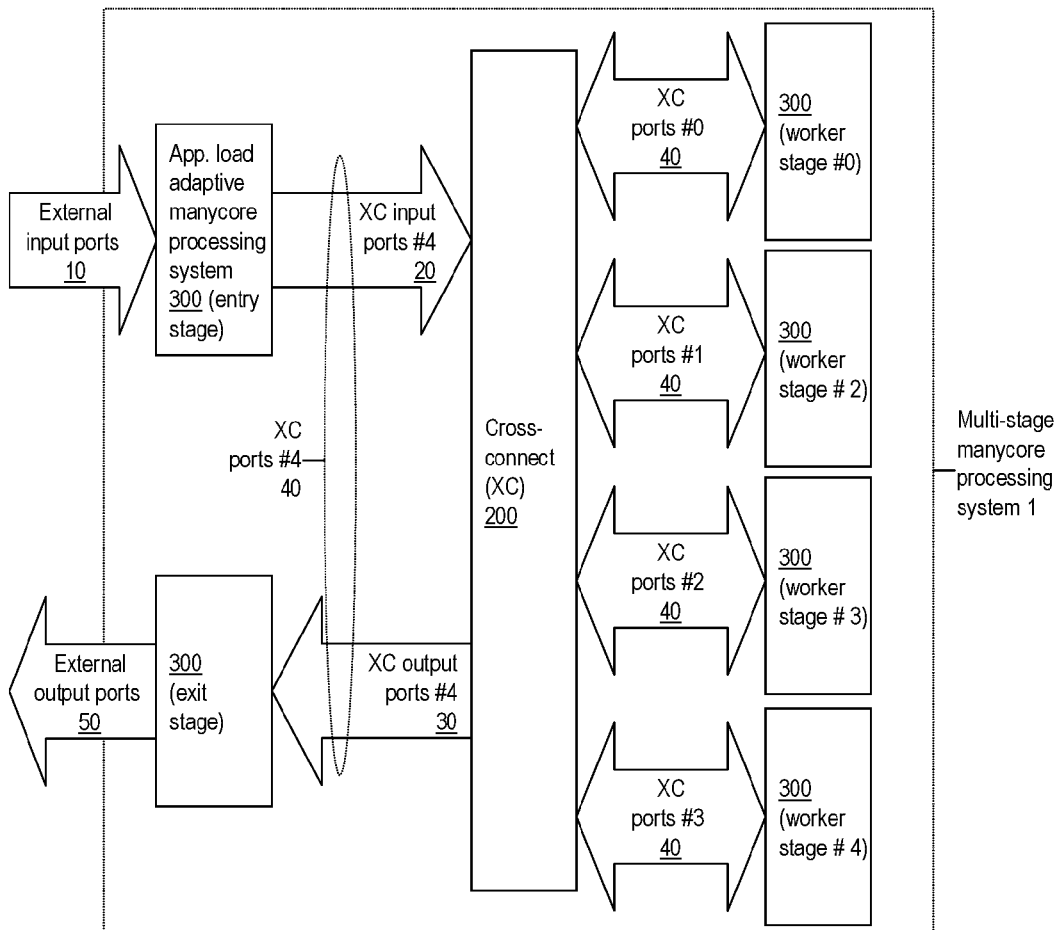 External
input ports
10
App. load
adaptive
manycore
processing
system
300 (entry
stage)
XC input
ports #4
20
XC
ports #4
40
External
output ports
50
300
(exit
stage)
XC output
ports #4
30
Cross-
connect
(XC)
200
XC
ports #0
40
300
(worker
stage #0)
XC
ports #1
40
300
(worker
stage # 2)
XC
ports #2
40
300
(worker
stage # 3)
XC
ports #3
40
300
(worker
stage # 4)
Multi-stage
manycore
processing
system 1